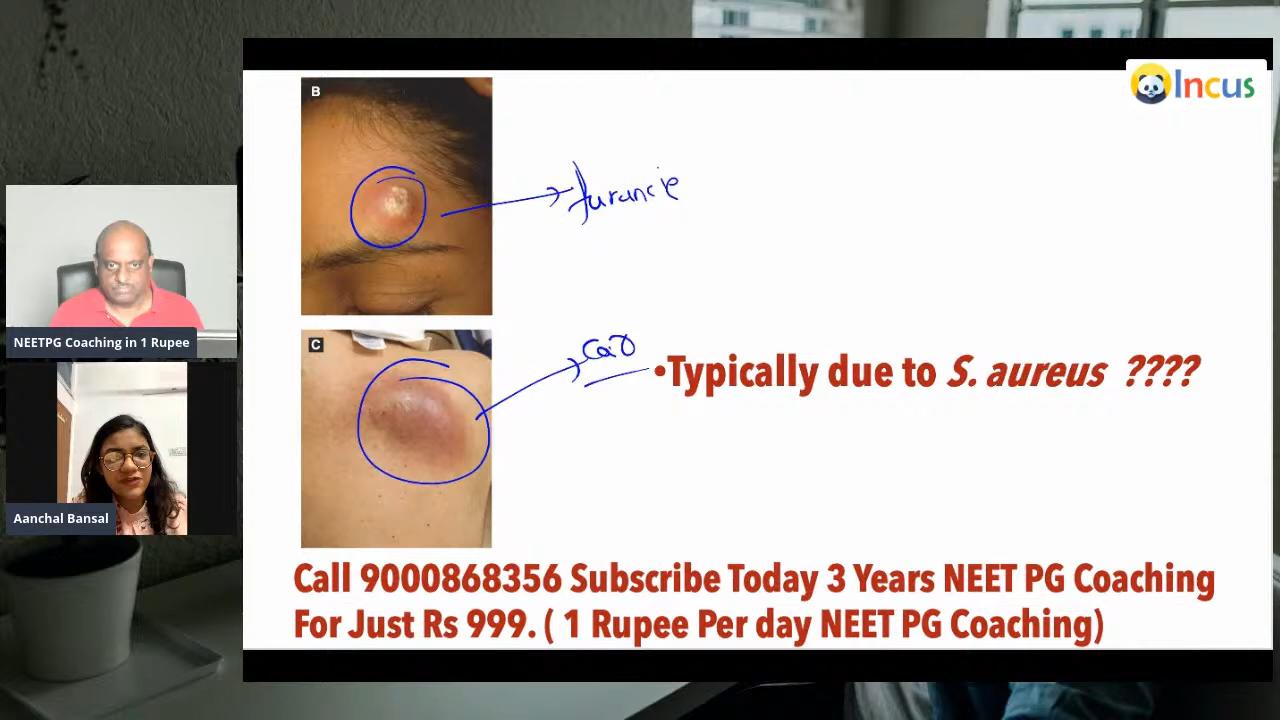 Incus
B
furuncle
C
•Typically due to S. aureus ????
NEETPG Coaching in 1 Rupee
Aanchal Bansal
Call 9000868356 Subscribe Today 3 Years NEET PG Coaching
For Just Rs 999. ( 1 Rupee Per day NEET PG Coaching)